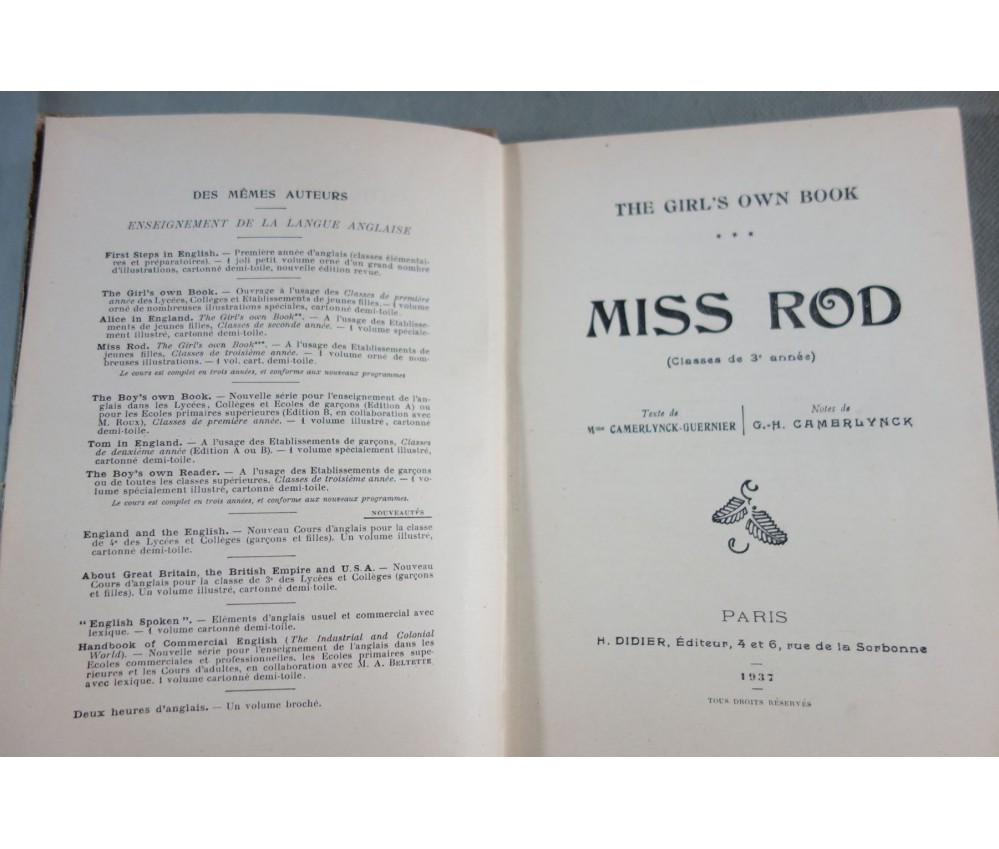 DES MÊMES AUTEURS
ENSEIGNEMENT DE LA LANGUE ANGLAISE
First Steps in English. — Première année d'anglais (classes élémentai-
res et préparatoires). — 1 joli petit volume orné d'un grand nombre
d'illustrations, cartonné demi-toile, nouvelle édition revue.
The Girl's own Book. — Ouvrage à l'usage des Classes de première
année des Lycées, Collèges et Etablissements de jeunes filles. — 1 volume
orné de nombreuses illustrations spéciales, cartonné demi-toile.
Alice in England. The Girl's own Book**. — A l'usage des Etablisse-
ments de jeunes filles, Classes de seconde année. — 1 volume spéciale-
ment illustré, cartonné demi-toile.
Miss Rod. The Girl's own Book***. — A l'usage des Etablissements de
jeunes filles, Classes de troisième année. — 1 volume orné de nom-
breuses illustrations. — 1 vol. cart. demi-toile.
Le cours est complet en trois années, et conforme aux nouveaux programmes
The Boy's own Book. — Nouvelle série pour l'enseignement de l'an-
glais dans les Lycées, Collèges et Ecoles de garçons (Edition A) ou
pour les Ecoles primaires supérieures (Edition B, en collaboration avec
M. Roux), Classes de première année. — 1 volume illustré, cartonné
demi-toile.
Tom in England. — A l'usage des Etablissements de garçons, Classes
de deuxième année (Edition A ou B). — 1 volume spécialement illustré,
cartonné demi-toile.
The Boy's own Reader. — A l'usage des Etablissements de garçons
ou de toutes les classes supérieures. Classes de troisième année. — 1 vo-
lume spécialement illustré, cartonné demi-toile.
Le cours est complet en trois années, et conforme aux nouveaux programmes.
NOUVEAUTÉS
England and the English. — Nouveau Cours d'anglais pour la classe
de 4e des Lycées et Collèges (garçons et filles). Un volume illustré,
cartonné demi-toile.
About Great Britain, the British Empire and U.S.A. — Nouveau
Cours d'anglais pour la classe de 3e des Lycées et Collèges (garçons
et filles). Un volume illustré, cartonné demi-toile.
" English Spoken ". — Eléments d'anglais usuel et commercial avec
lexique. — 1 volume cartonné demi-toile.
Handbook of Commercial English (The Industrial and Colonial
World). — Nouvelle série pour l'enseignement de l'anglais dans les
Ecoles commerciales et professionnelles, les Ecoles primaires supé-
rieures et les Cours d'adultes, en collaboration avec M. A. BELTETTE
avec lexique. 1 volume cartonné demi-toile.
Deux heures d'anglais. — Un volume broché.
THE GIRL'S OWN BOOK
* * *
MISS ROD
(Classes de 3e année)
Texte de
Mme CAMERLYNCK-GUERNIER
Notes de
G.-H. CAMERLYNCK
PARIS
H. DIDIER, Éditeur, 4 et 6, rue de la Sorbonne
1937
TOUS DROITS RÉSERVÉS